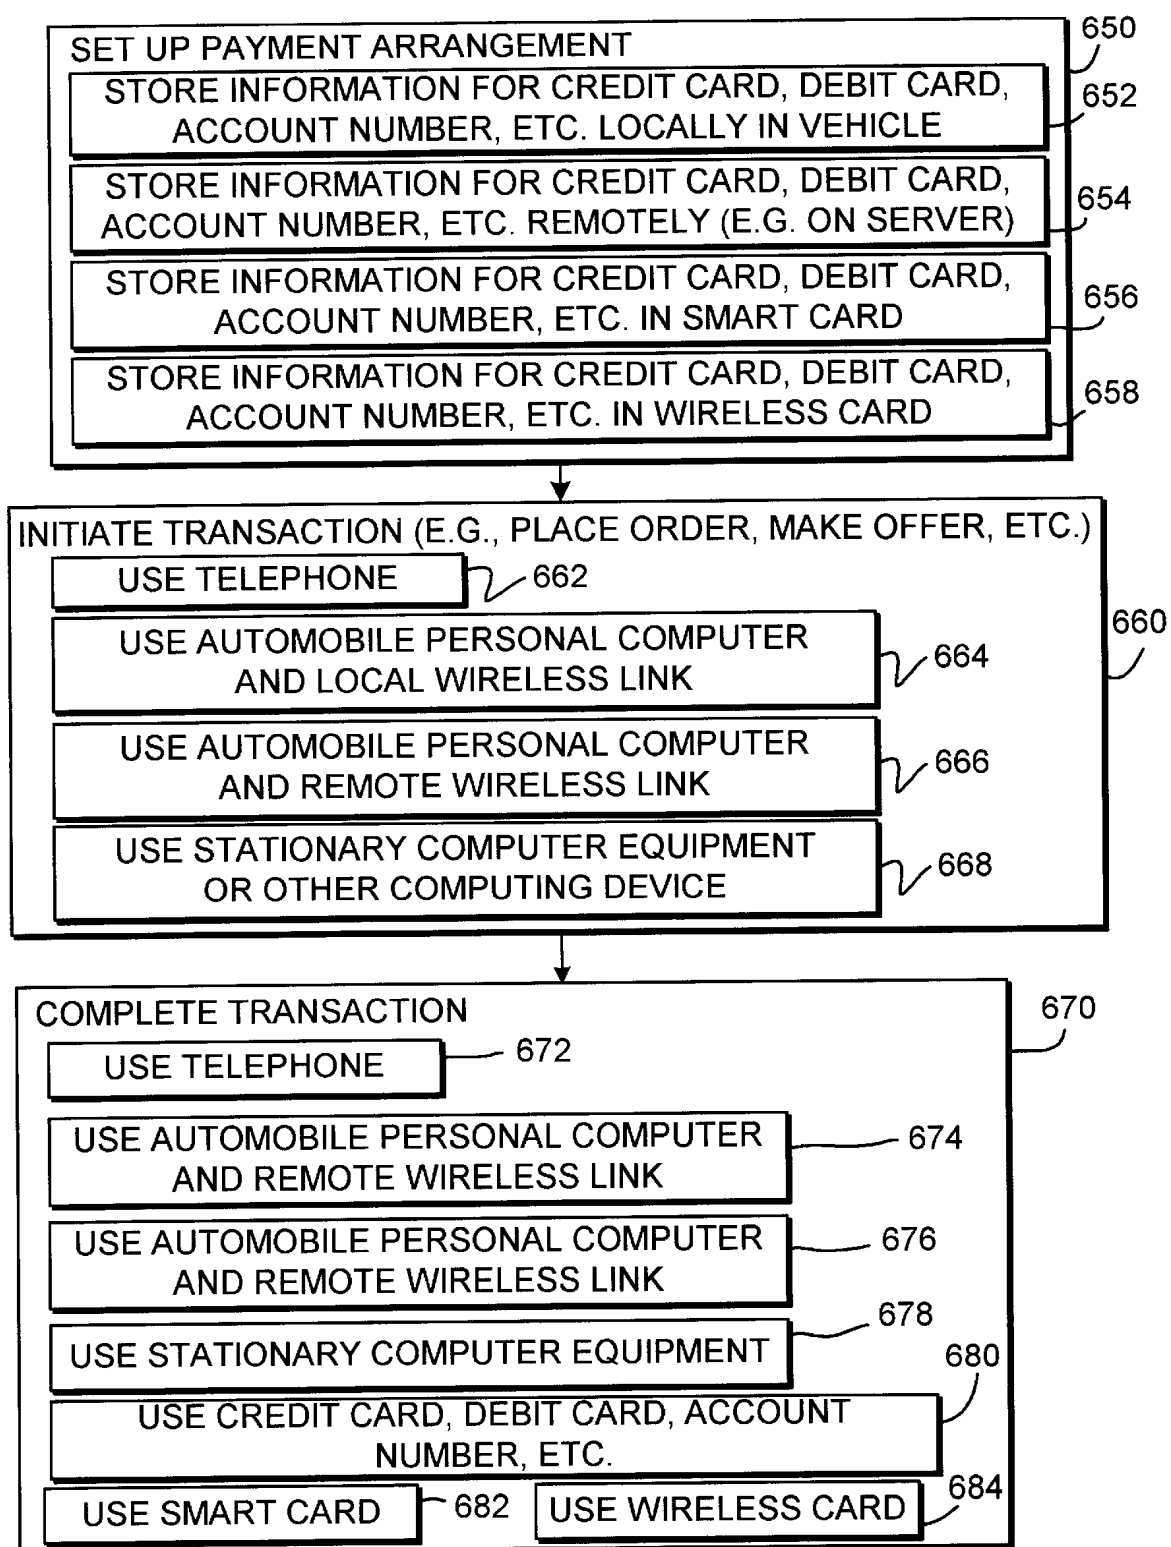 SET UP PAYMENT ARRANGEMENT
650
STORE INFORMATION FOR CREDIT CARD, DEBIT CARD,
ACCOUNT NUMBER, ETC. LOCALLY IN VEHICLE
652
STORE INFORMATION FOR CREDIT CARD, DEBIT CARD,
ACCOUNT NUMBER, ETC. REMOTELY (E.G. ON SERVER)
654
STORE INFORMATION FOR CREDIT CARD, DEBIT CARD,
ACCOUNT NUMBER, ETC. IN SMART CARD
656
STORE INFORMATION FOR CREDIT CARD, DEBIT CARD,
ACCOUNT NUMBER, ETC. IN WIRELESS CARD
658
INITIATE TRANSACTION (E.G., PLACE ORDER, MAKE OFFER, ETC.)
USE TELEPHONE
662
660
USE AUTOMOBILE PERSONAL COMPUTER
AND LOCAL WIRELESS LINK
664
USE AUTOMOBILE PERSONAL COMPUTER
AND REMOTE WIRELESS LINK
666
USE STATIONARY COMPUTER EQUIPMENT
OR OTHER COMPUTING DEVICE
668
COMPLETE TRANSACTION
670
USE TELEPHONE
672
USE AUTOMOBILE PERSONAL COMPUTER
AND REMOTE WIRELESS LINK
674
USE AUTOMOBILE PERSONAL COMPUTER
AND REMOTE WIRELESS LINK
676
USE STATIONARY COMPUTER EQUIPMENT
678
USE CREDIT CARD, DEBIT CARD, ACCOUNT
NUMBER, ETC.
680
USE SMART CARD
682
USE WIRELESS CARD
684